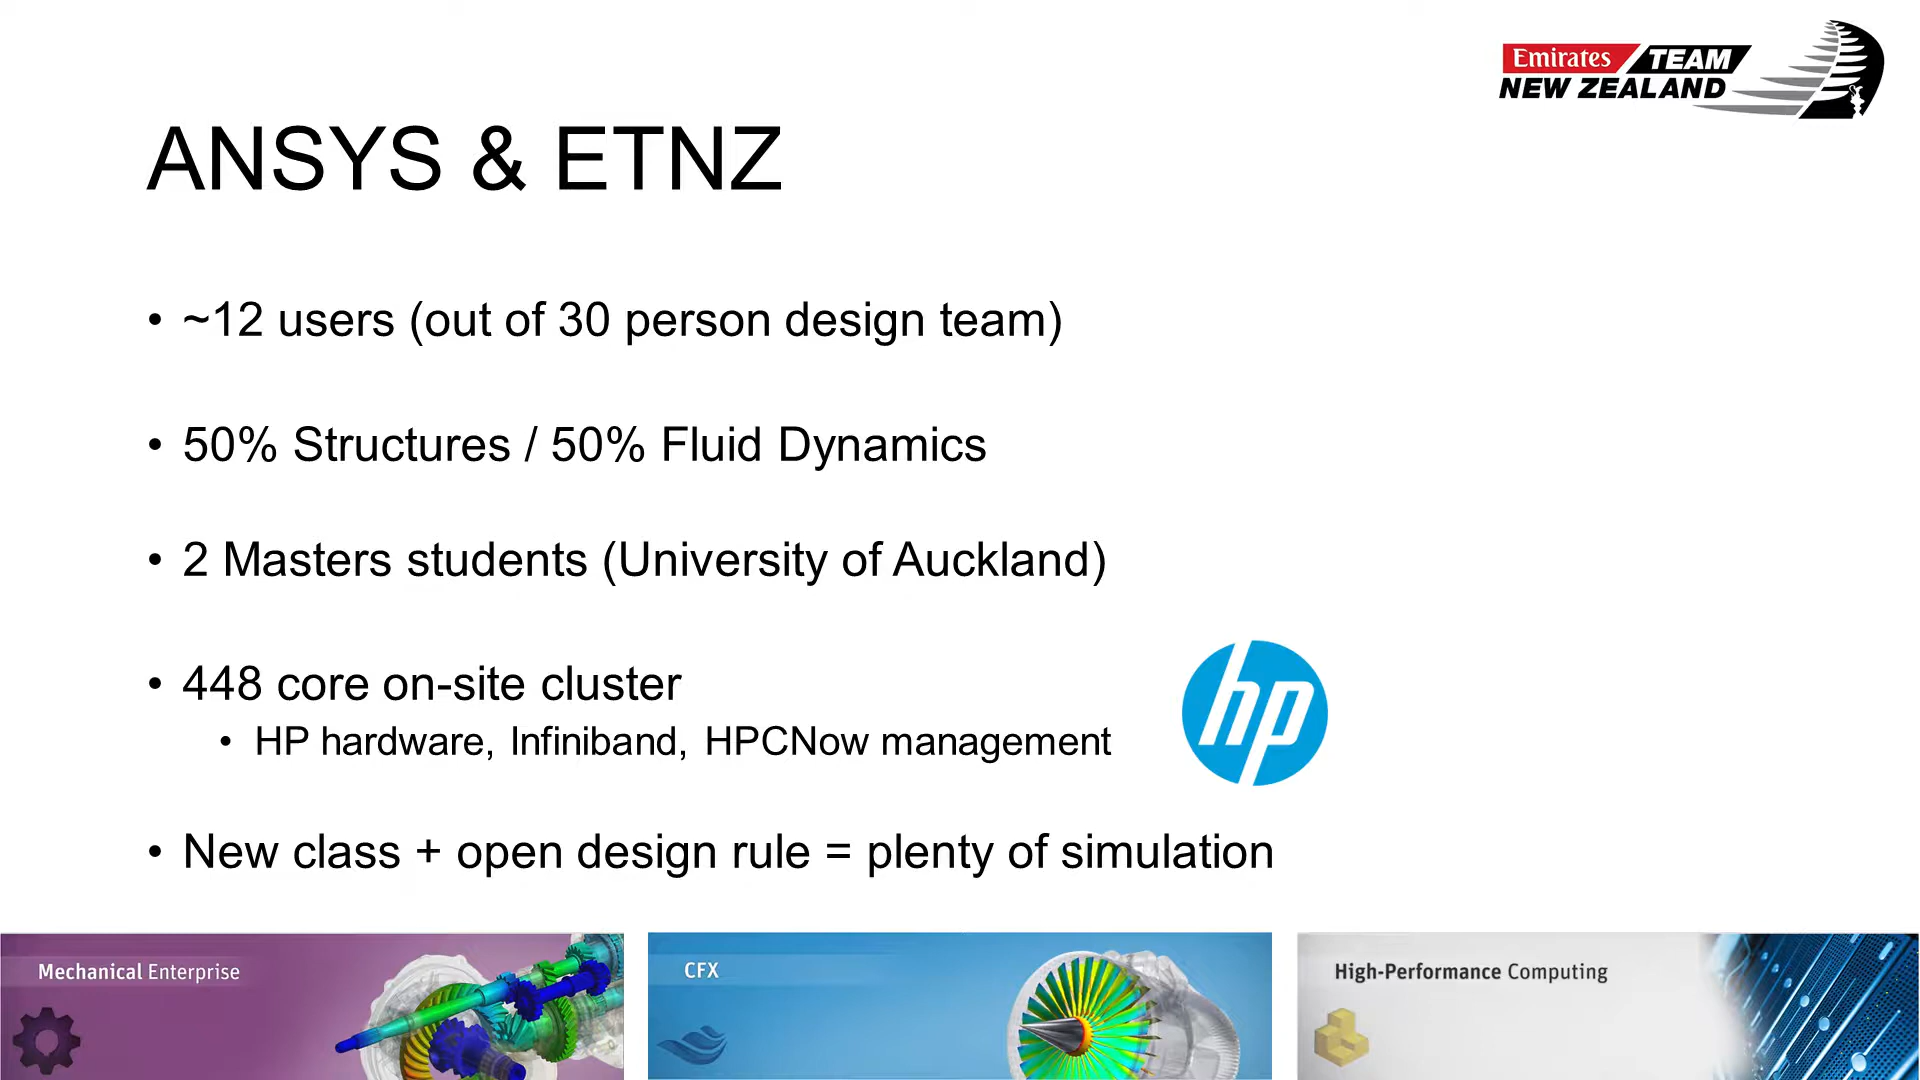 Emirates TEAM
NEW ZEALAND
ANSYS & ETNZ
• ~12 users (out of 30 person design team)
• 50% Structures / 50% Fluid Dynamics
• 2 Masters students (University of Auckland)
• 448 core on-site cluster
• HP hardware, Infiniband, HPCNow management
hp
• New class + open design rule = plenty of simulation
Mechanical Enterprise
CFX
High-Performance Computing